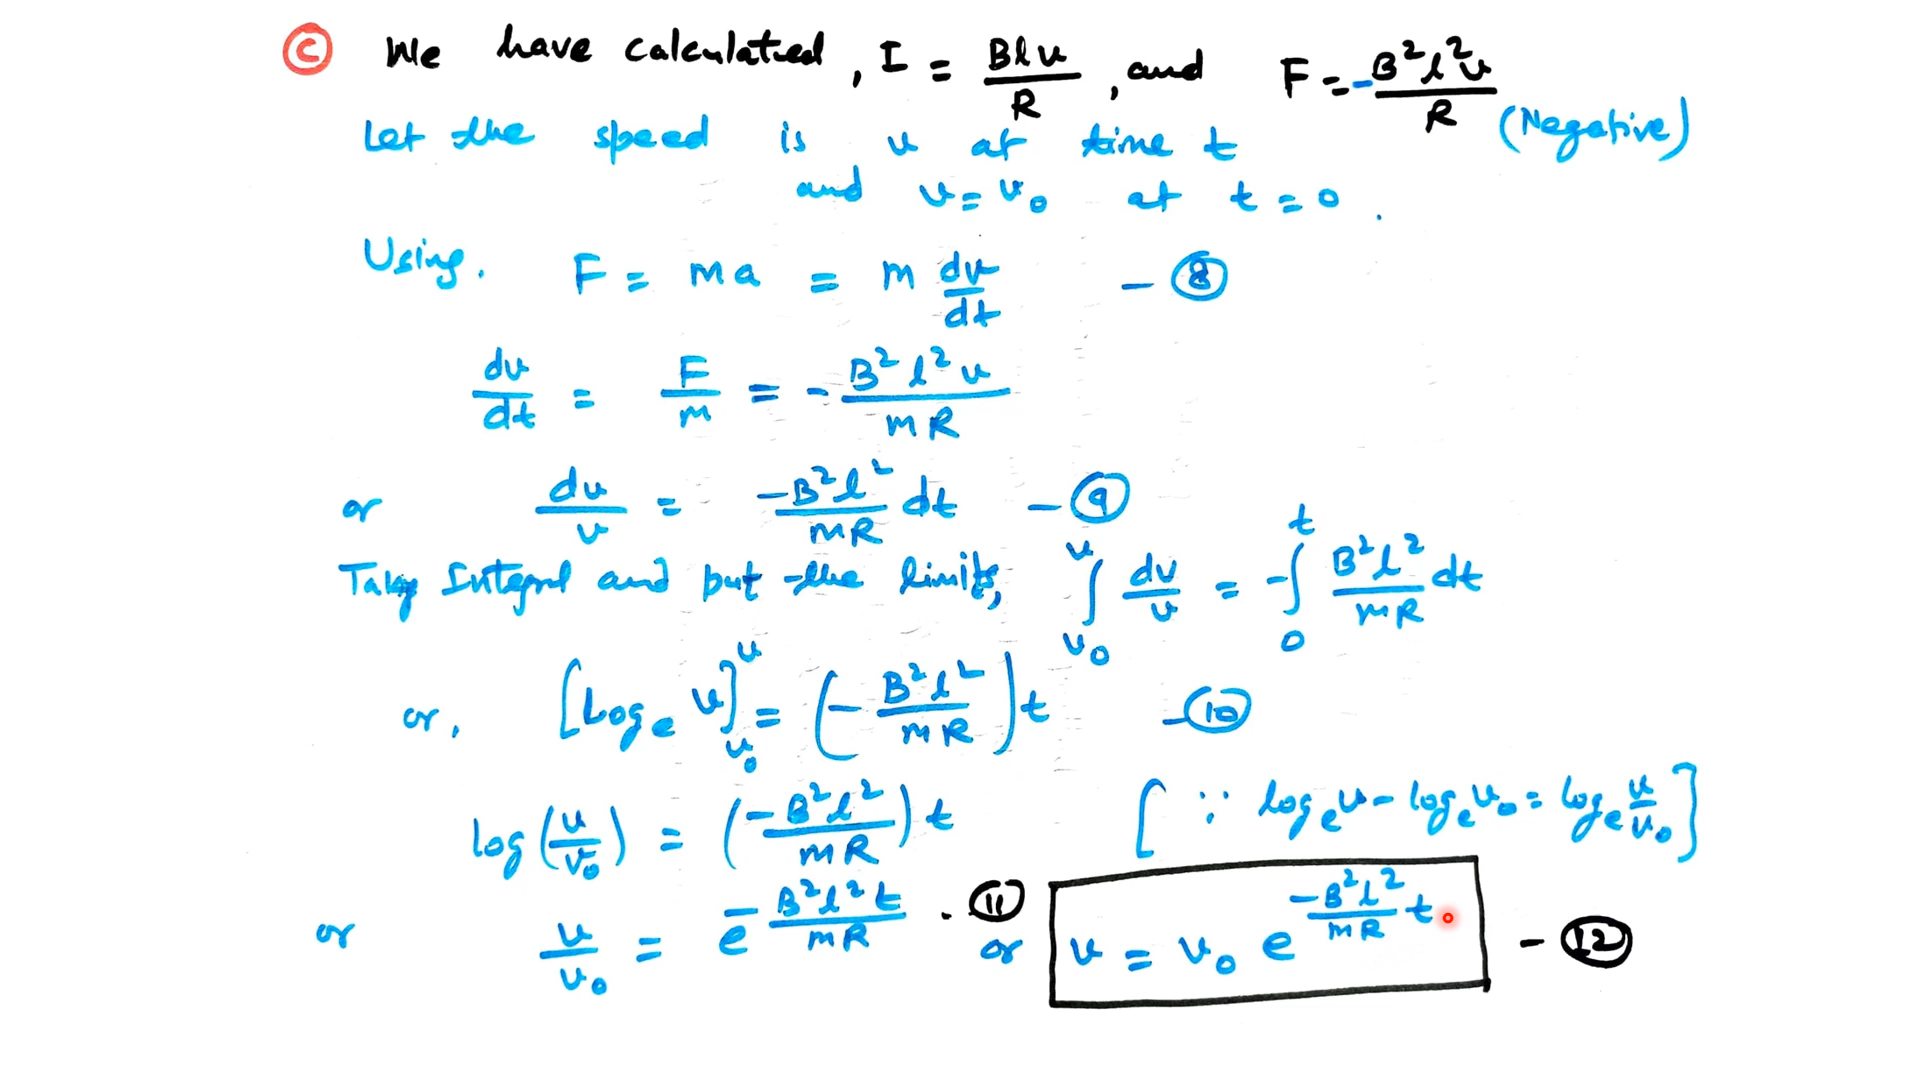 (c) We have calculated, I = Blv/R, and F = -B²l²v/R (Negative)
Let the speed is v at time t
and v = v₀ at t = 0.
Using, F = ma = m dv/dt - (8)
dv/dt = F/m = - B²l²v/mR
or dv/v = -B²l²/mR dt - (9)
Taking Integral and put the limits, ∫_{v₀}^{v} dv/v = -∫_{0}^{t} B²l²/mR dt
or, [Logₑ v]_{v₀}^{v} = (- B²l²/mR) t - (10)
log(v/v₀) = (-B²l²/mR) t [∵ logₑv - logₑv₀ = logₑ v/v₀]
or v/v₀ = e^{-B²l²t/mR} - (11) or v = v₀ e^{-B²l²/mR t} - (12)